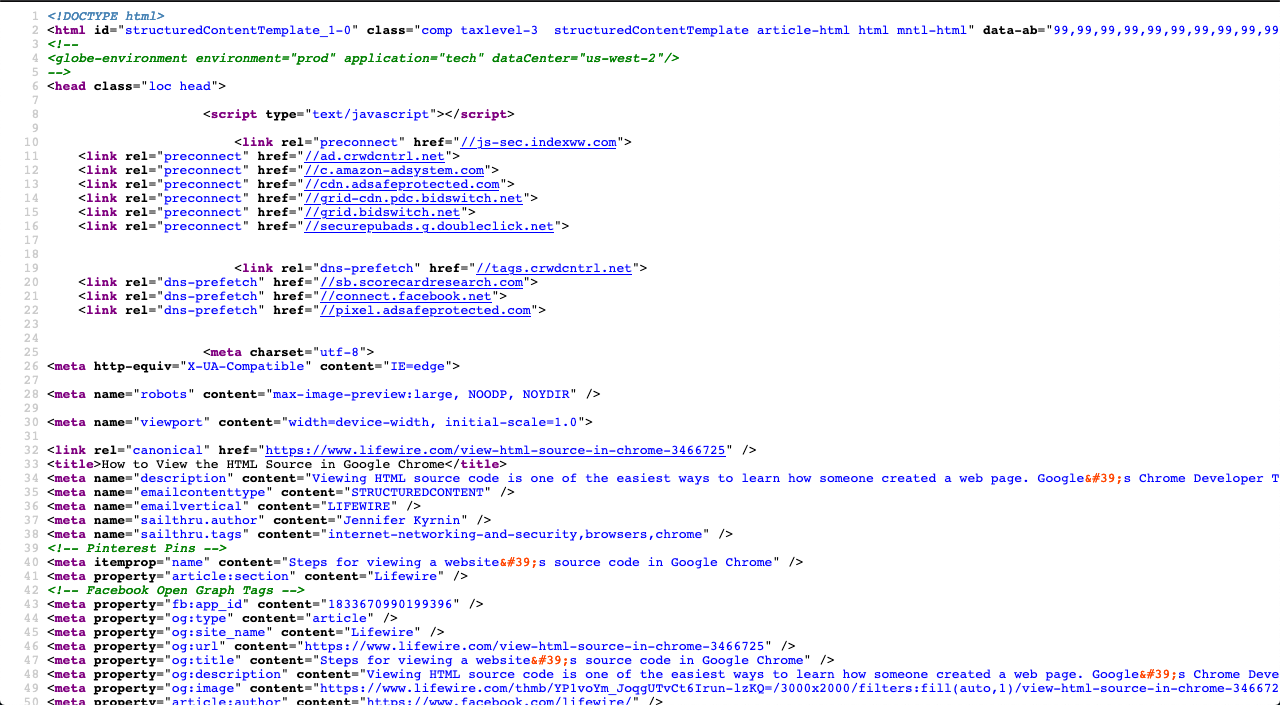 1 <!DOCTYPE html>
2 <html id="structuredContentTemplate_1-0" class="comp taxlevel-3  structuredContentTemplate article-html html mntl-html" data-ab="99,99,99,99,99,99,99,99,99,99
3 <!--
4 <globe-environment environment="prod" application="tech" dataCenter="us-west-2"/>
5 -->
6 <head class="loc head">
7
8 <script type="text/javascript"></script>
9
10 <link rel="preconnect" href="//js-sec.indexww.com">
11 <link rel="preconnect" href="//ad.crwdcntrl.net">
12 <link rel="preconnect" href="//c.amazon-adsystem.com">
13 <link rel="preconnect" href="//cdn.adsafeprotected.com">
14 <link rel="preconnect" href="//grid-cdn.pdc.bidswitch.net">
15 <link rel="preconnect" href="//grid.bidswitch.net">
16 <link rel="preconnect" href="//securepubads.g.doubleclick.net">
17
18
19 <link rel="dns-prefetch" href="//tags.crwdcntrl.net">
20 <link rel="dns-prefetch" href="//sb.scorecardresearch.com">
21 <link rel="dns-prefetch" href="//connect.facebook.net">
22 <link rel="dns-prefetch" href="//pixel.adsafeprotected.com">
23
24
25 <meta charset="utf-8">
26 <meta http-equiv="X-UA-Compatible" content="IE=edge">
27
28 <meta name="robots" content="max-image-preview:large, NOODP, NOYDIR" />
29
30 <meta name="viewport" content="width=device-width, initial-scale=1.0">
31
32 <link rel="canonical" href="https://www.lifewire.com/view-html-source-in-chrome-3466725" />
33 <title>How to View the HTML Source in Google Chrome</title>
34 <meta name="description" content="Viewing HTML source code is one of the easiest ways to learn how someone created a web page. Google&#39;s Chrome Developer T
35 <meta name="emailcontenttype" content="STRUCTUREDCONTENT" />
36 <meta name="emailvertical" content="LIFEWIRE" />
37 <meta name="sailthru.author" content="Jennifer Kyrnin" />
38 <meta name="sailthru.tags" content="internet-networking-and-security,browsers,chrome" />
39 <!-- Pinterest Pins -->
40 <meta itemprop="name" content="Steps for viewing a website&#39;s source code in Google Chrome" />
41 <meta property="article:section" content="Lifewire" />
42 <!-- Facebook Open Graph Tags -->
43 <meta property="fb:app_id" content="1833670990199396" />
44 <meta property="og:type" content="article" />
45 <meta property="og:site_name" content="Lifewire" />
46 <meta property="og:url" content="https://www.lifewire.com/view-html-source-in-chrome-3466725" />
47 <meta property="og:title" content="Steps for viewing a website&#39;s source code in Google Chrome" />
48 <meta property="og:description" content="Viewing HTML source code is one of the easiest ways to learn how someone created a web page. Google&#39;s Chrome Deve
49 <meta property="og:image" content="https://www.lifewire.com/thmb/YP1voYm_JoqgUTvCt6Irun-lzKQ=/3000x2000/filters:fill(auto,1)/view-html-source-in-chrome-346672
50 <meta property="article:author" content="https://www.facebook.com/lifewire/" />